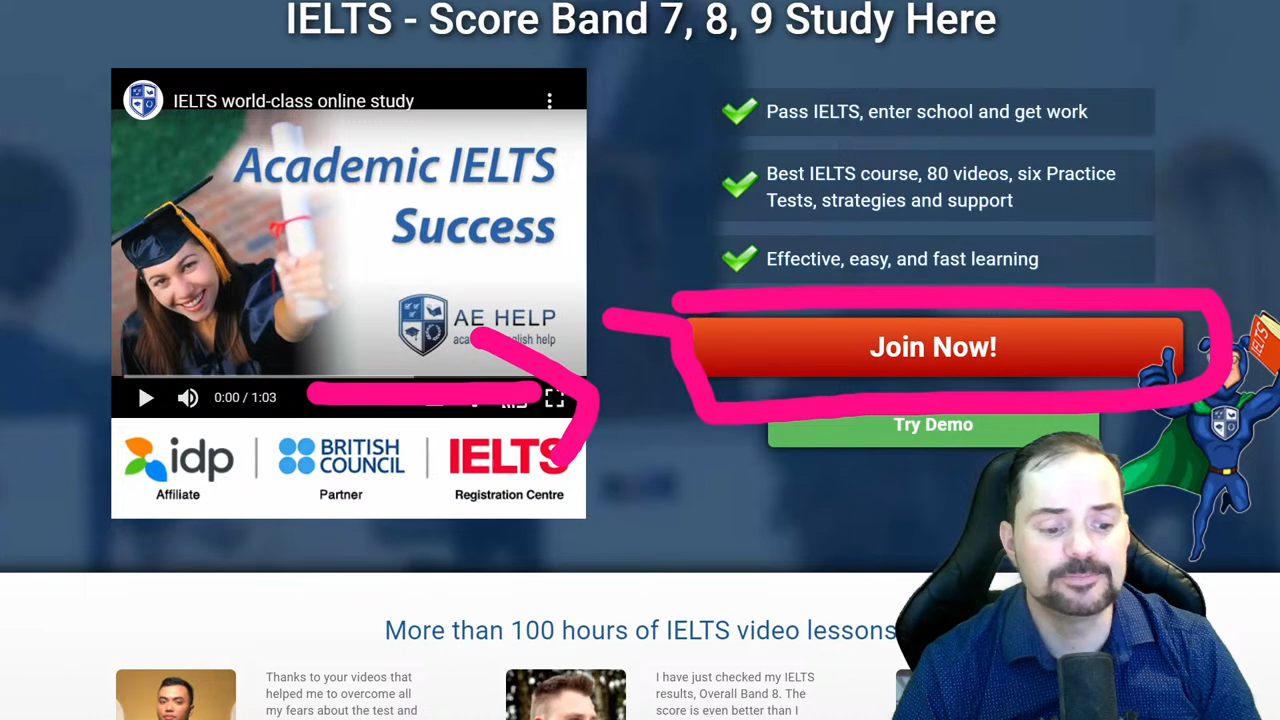 IELTS - Score Band 7, 8, 9 Study Here
IELTS world-class online study
Academic IELTS
Success
AE HELP
english help
0:00 / 1:03
idp
Affiliate
BRITISH
COUNCIL
Partner
IELTS
Registration Centre
Pass IELTS, enter school and get work
Best IELTS course, 80 videos, six Practice
Tests, strategies and support
Effective, easy, and fast learning
Join Now!
Try Demo
IELTS
More than 100 hours of IELTS video lessons
Thanks to your videos that
helped me to overcome all
my fears about the test and
I have just checked my IELTS
results, Overall Band 8. The
score is even better than I